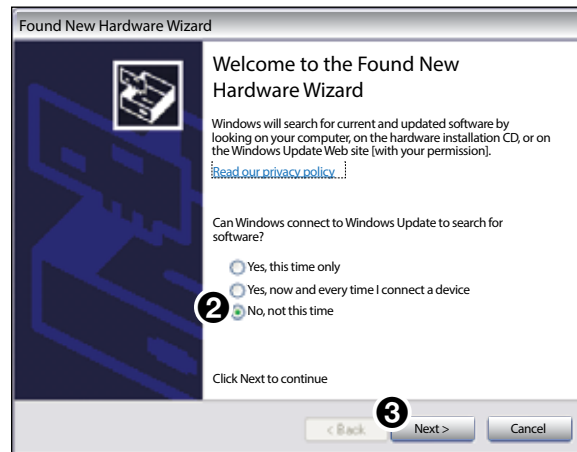 Found New Hardware Wizard
Welcome to the Found New
Hardware Wizard
Windows will search for current and updated software by
looking on your computer, on the hardware installation CD, or on
the Windows Update Web site [with your permission].
Read our privacy policy
Can Windows connect to Windows Update to search for
software?
Yes, this time only
Yes, now and every time I connect a device
2 No, not this time
Click Next to continue
3
< Back Next > Cancel